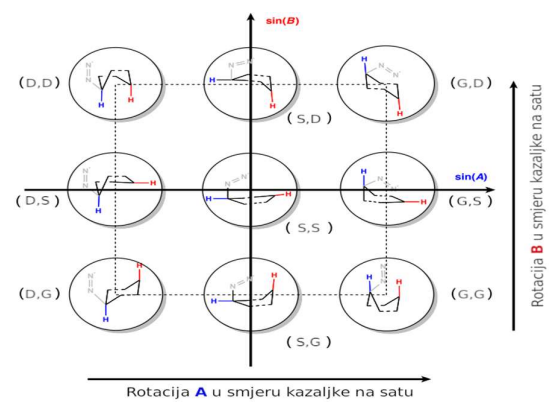 sin(B)
N=N
H
H
(D,D)
H
N=N
H
(S,D)
H
N=N
H
(G,D)
Rotacija B u smjeru kazaljke na satu
N=N
H
H
(D,S)
N=N
H
H
(S,S)
sin(A)
H
N=N
H
(G,S)
N=N
H
H
(D,G)
N=N
H
H
(S,G)
N=N
H
H
(G,G)
Rotacija A u smjeru kazaljke na satu